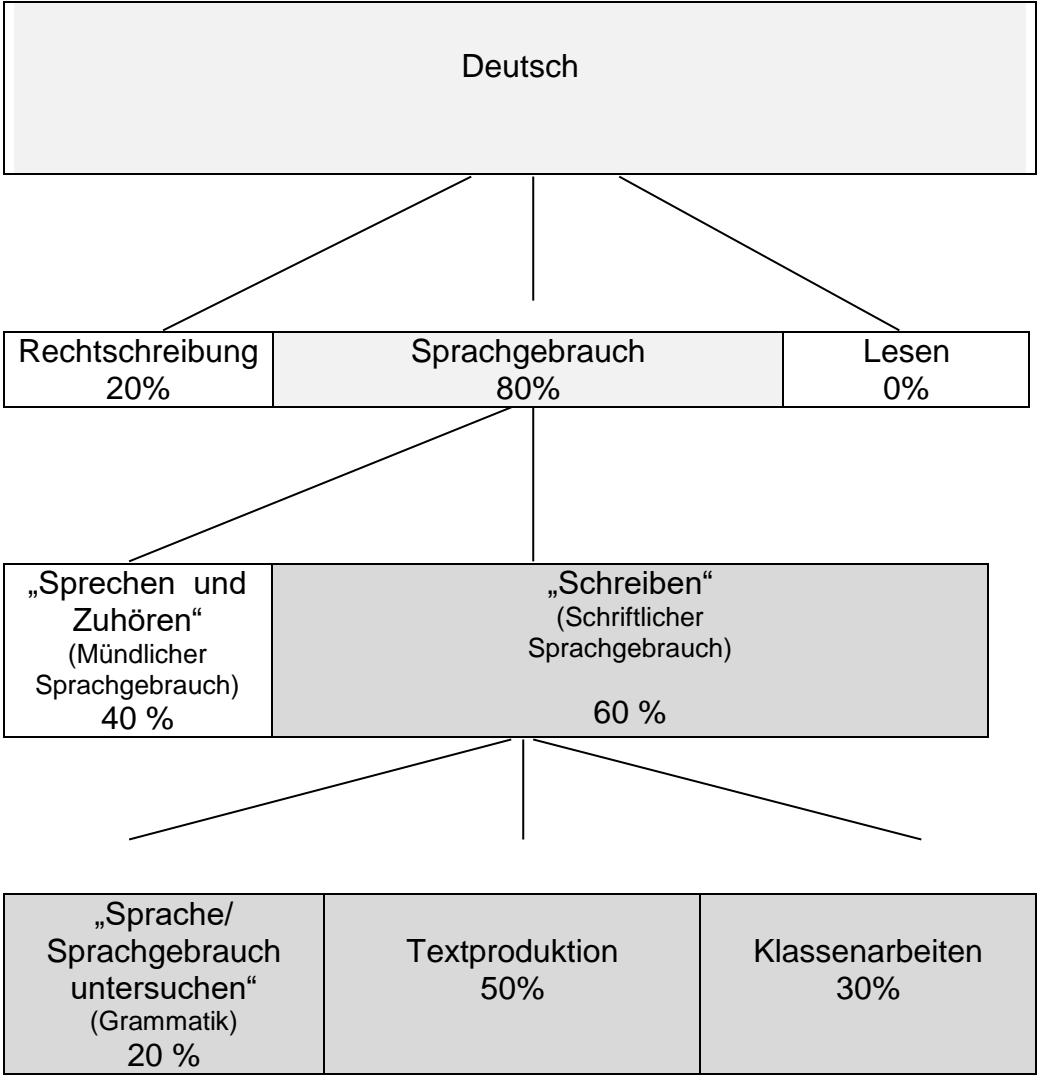 Deutsch
Rechtschreibung
20%
Sprachgebrauch
80%
Lesen
0%
„Sprechen und
Zuhören“
(Mündlicher
Sprachgebrauch)
40 %
„Schreiben“
(Schriftlicher
Sprachgebrauch)
60 %
„Sprache/
Sprachgebrauch
untersuchen“
(Grammatik)
20 %
Textproduktion
50%
Klassenarbeiten
30%